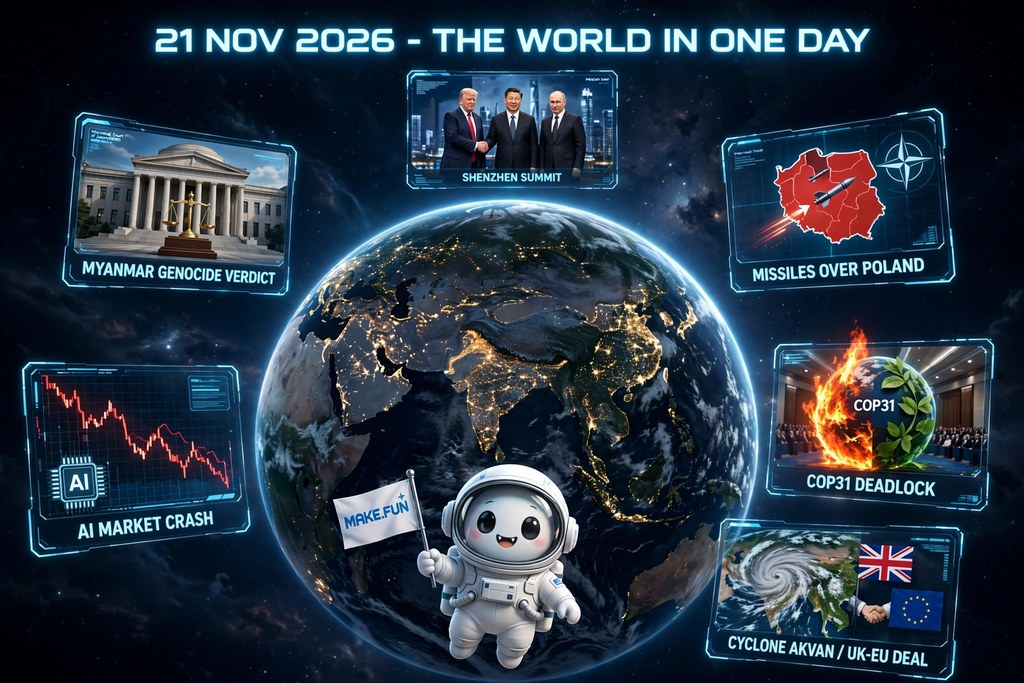 21 NOV 2026 - THE WORLD IN ONE DAY
SHENZHEN SUMMIT
MYANMAR GENOCIDE VERDICT
MISSILES OVER POLAND
AI
AI MARKET CRASH
COP31
COP31 DEADLOCK
MAKE.FUN
CYCLONE AKVAN / UK-EU DEAL